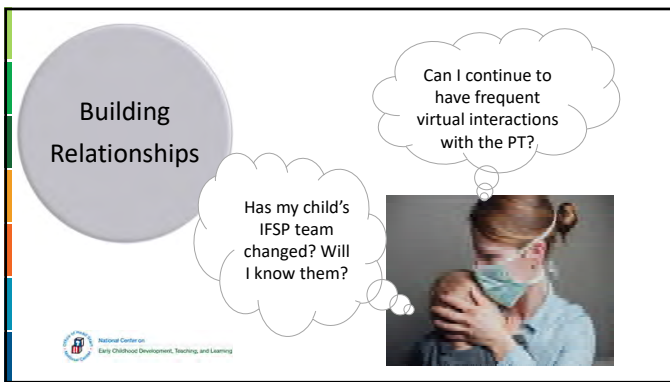 Building
Relationships
Can I continue to
have frequent
virtual interactions
with the PT?
Has my child's
IFSP team
changed? Will
I know them?
National Center on
Early Childhood Development, Teaching, and Learning